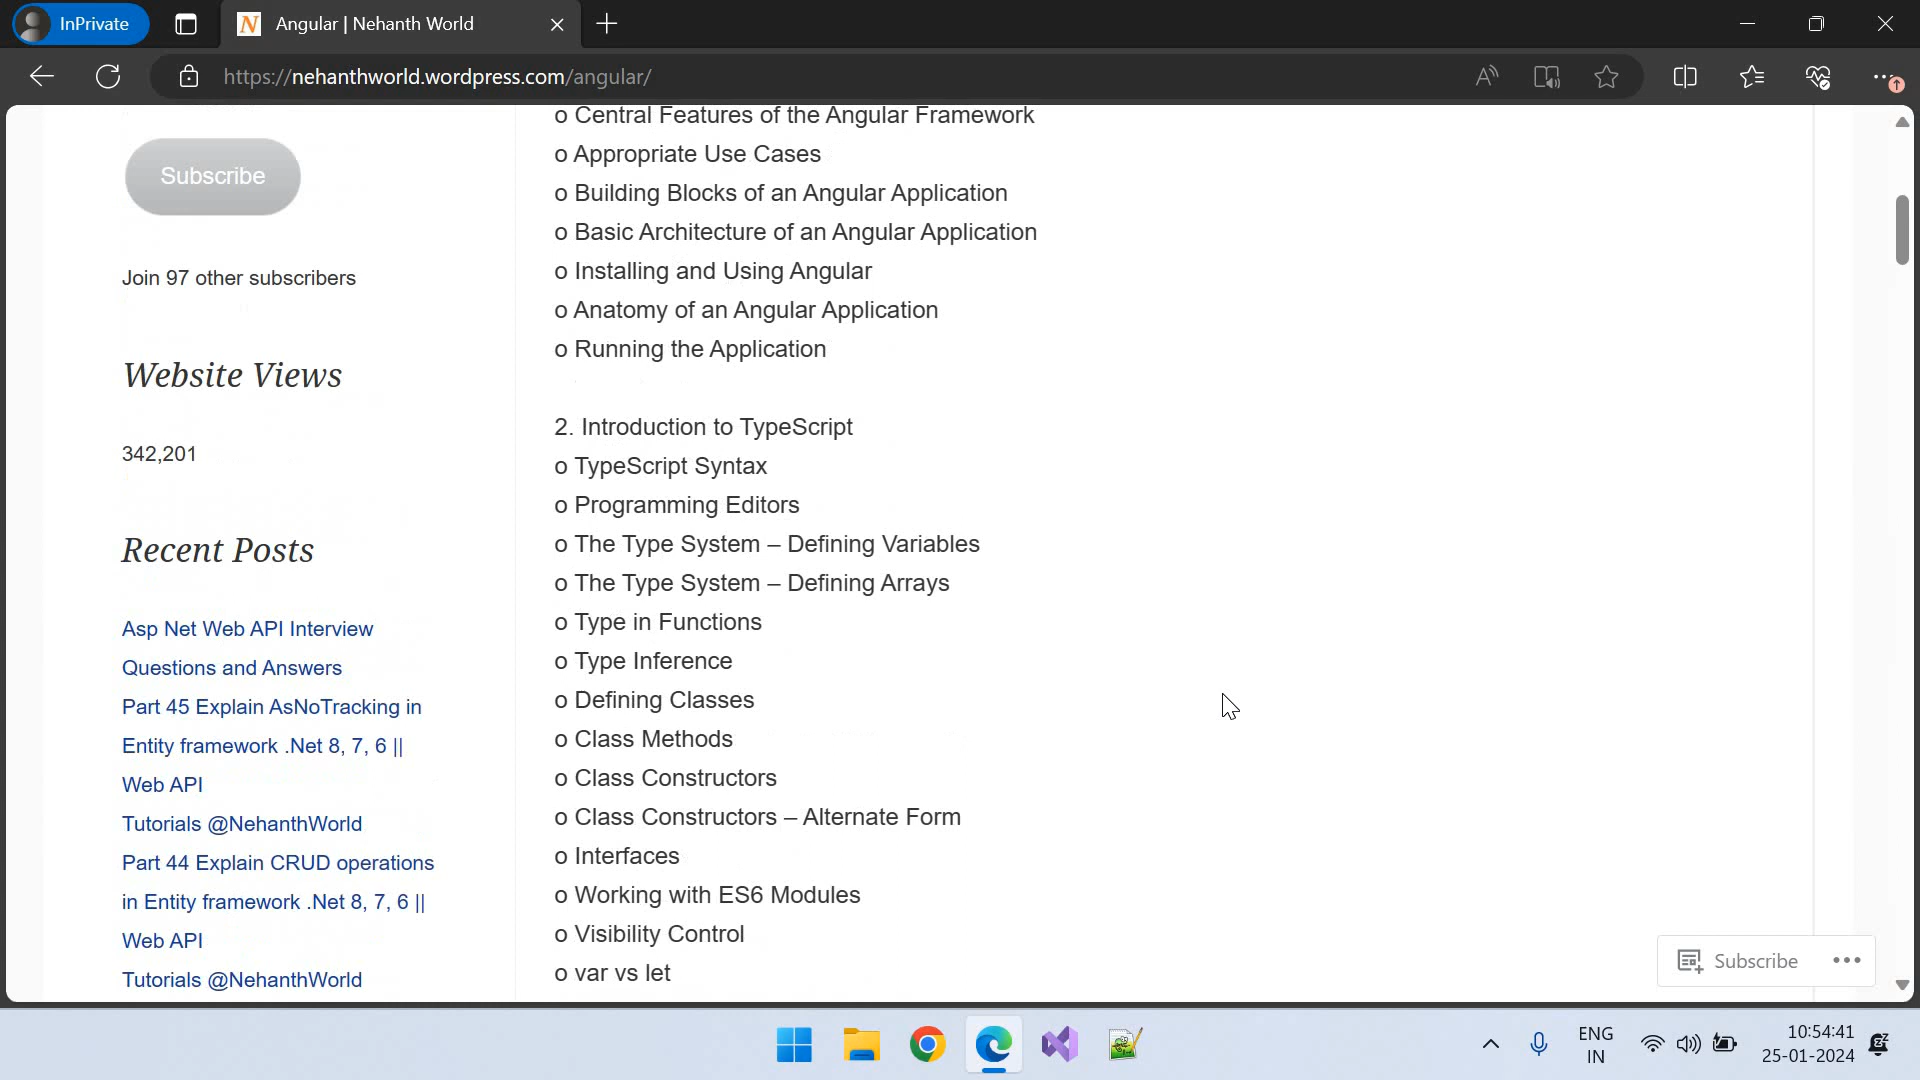 InPrivate
N Angular | Nehanth World
https://nehanthworld.wordpress.com/angular/
Subscribe
Join 97 other subscribers
Website Views
342,201
Recent Posts
Asp Net Web API Interview
Questions and Answers
Part 45 Explain AsNoTracking in
Entity framework .Net 8, 7, 6 ||
Web API
Tutorials @NehanthWorld
Part 44 Explain CRUD operations
in Entity framework .Net 8, 7, 6 ||
Web API
Tutorials @NehanthWorld
o Central Features of the Angular Framework
o Appropriate Use Cases
o Building Blocks of an Angular Application
o Basic Architecture of an Angular Application
o Installing and Using Angular
o Anatomy of an Angular Application
o Running the Application
2. Introduction to TypeScript
o TypeScript Syntax
o Programming Editors
o The Type System – Defining Variables
o The Type System – Defining Arrays
o Type in Functions
o Type Inference
o Defining Classes
o Class Methods
o Class Constructors
o Class Constructors – Alternate Form
o Interfaces
o Working with ES6 Modules
o Visibility Control
o var vs let
Subscribe
ENG
IN
10:54:41
25-01-2024